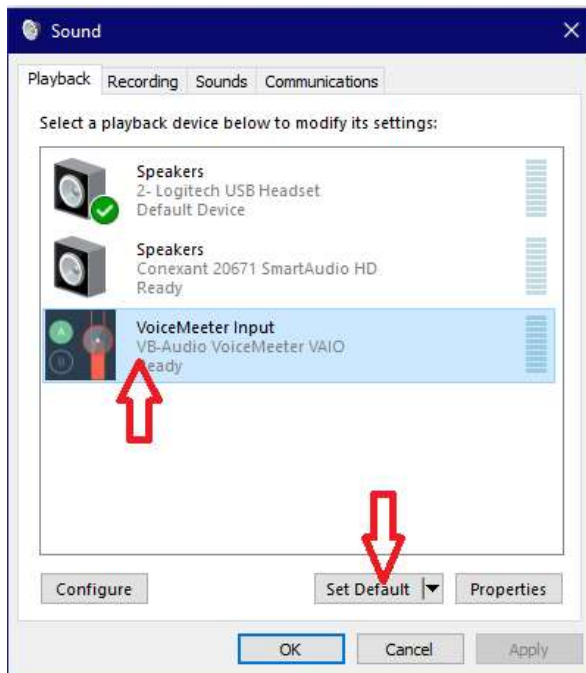 Sound
Playback Recording Sounds Communications
Select a playback device below to modify its settings:
Speakers
2- Logitech USB Headset
Default Device
Speakers
Conexant 20671 SmartAudio HD
Ready
VoiceMeeter Input
VB-Audio VoiceMeeter VAIO
Ready
Configure Set Default Properties
OK Cancel Apply